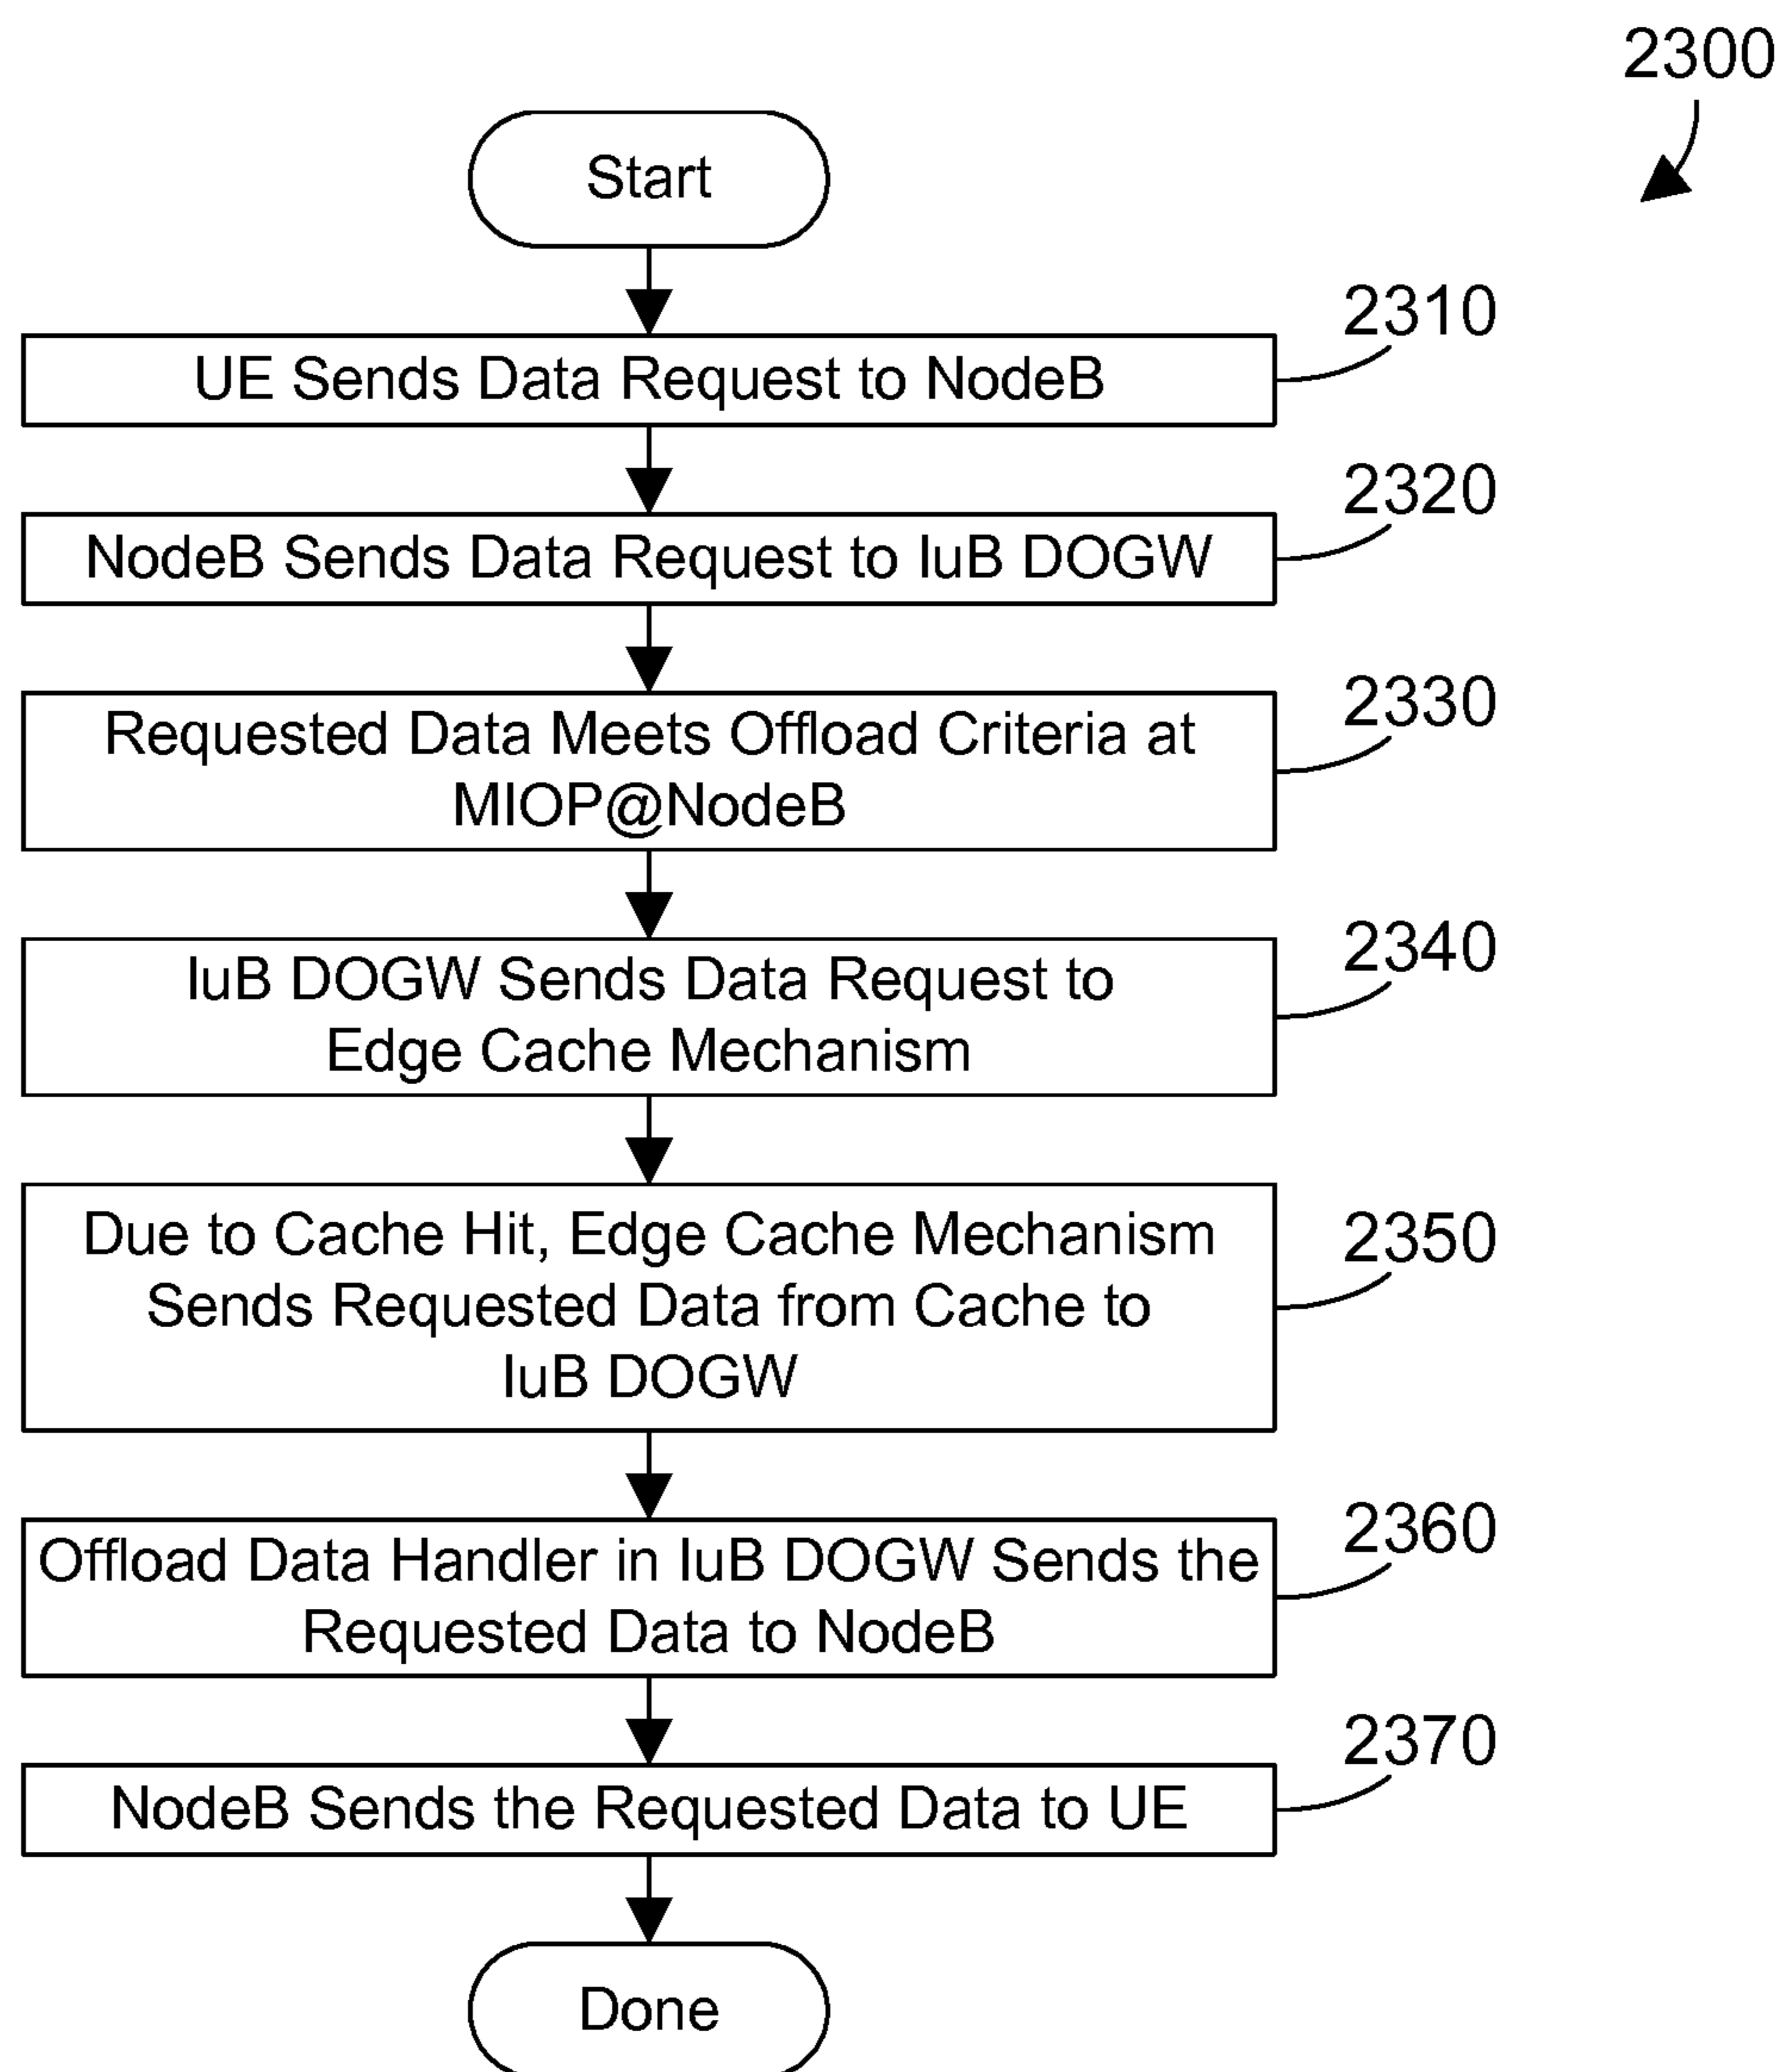 2300
Start
2310
UE Sends Data Request to NodeB
2320
NodeB Sends Data Request to IuB DOGW
2330
Requested Data Meets Offload Criteria at
MIOP@NodeB
2340
IuB DOGW Sends Data Request to
Edge Cache Mechanism
2350
Due to Cache Hit, Edge Cache Mechanism
Sends Requested Data from Cache to
IuB DOGW
2360
Offload Data Handler in IuB DOGW Sends the
Requested Data to NodeB
2370
NodeB Sends the Requested Data to UE
Done